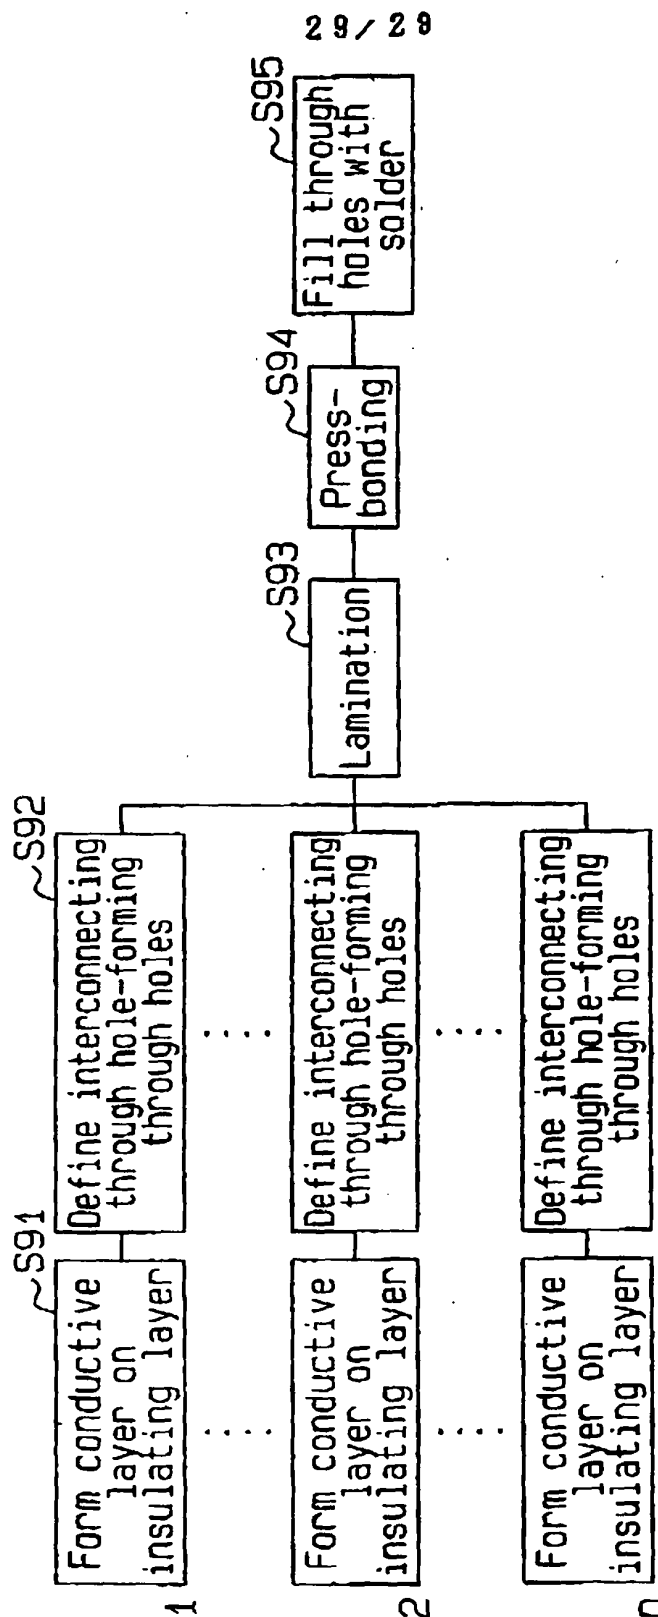 29/29
S91
Form conductive
layer on
insulating layer
1
S92
Define interconnecting
through hole-forming
through holes
....
....
Form conductive
layer on
insulating layer
2
Define interconnecting
through hole-forming
through holes
....
....
Form conductive
layer on
insulating layer
n
Define interconnecting
through hole-forming
through holes
S93
Lamination
S94
Press-
bonding
S95
Fill through
holes with
solder